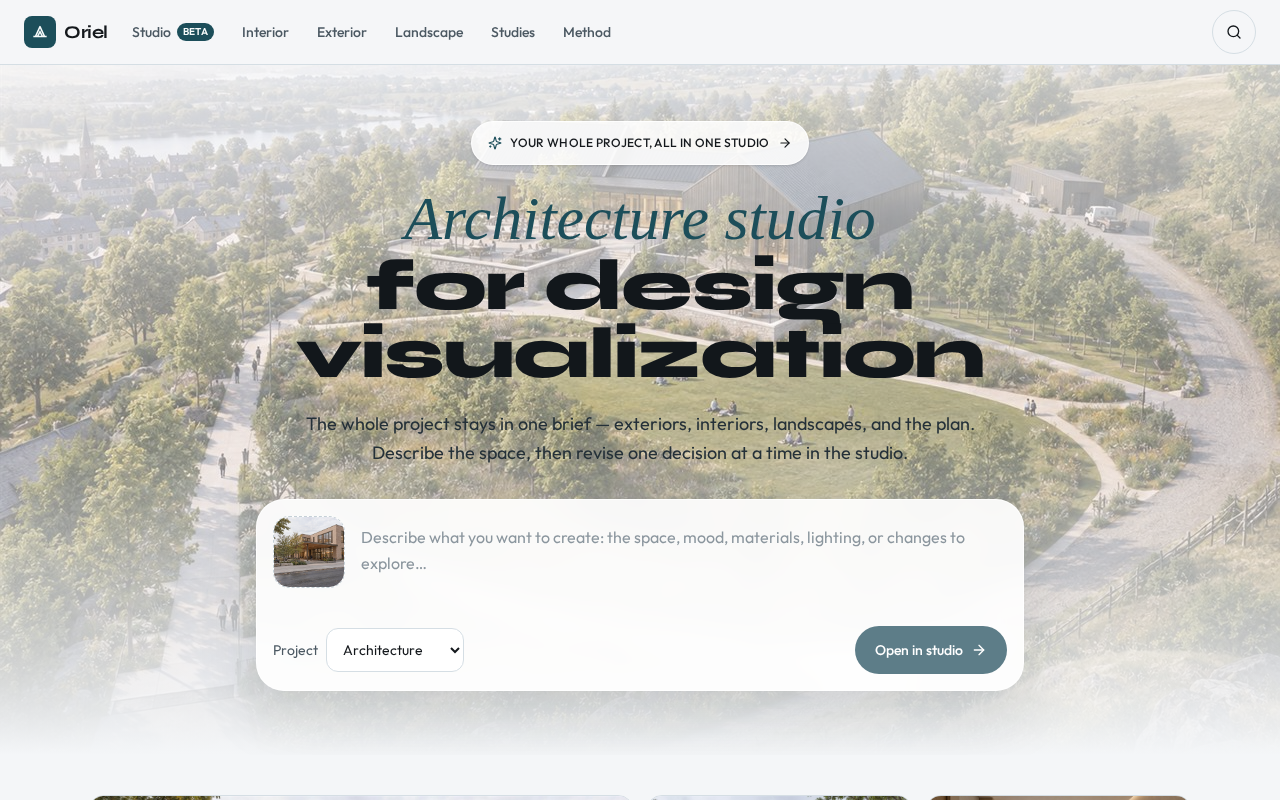 Oriel
Studio BETA
Interior
Exterior
Landscape
Studies
Method
YOUR WHOLE PROJECT, ALL IN ONE STUDIO
Architecture studio
for design
visualization
The whole project stays in one brief — exteriors, interiors, landscapes, and the plan.
Describe the space, then revise one decision at a time in the studio.
Describe what you want to create: the space, mood, materials, lighting, or changes to
explore…
Project
Architecture
Open in studio